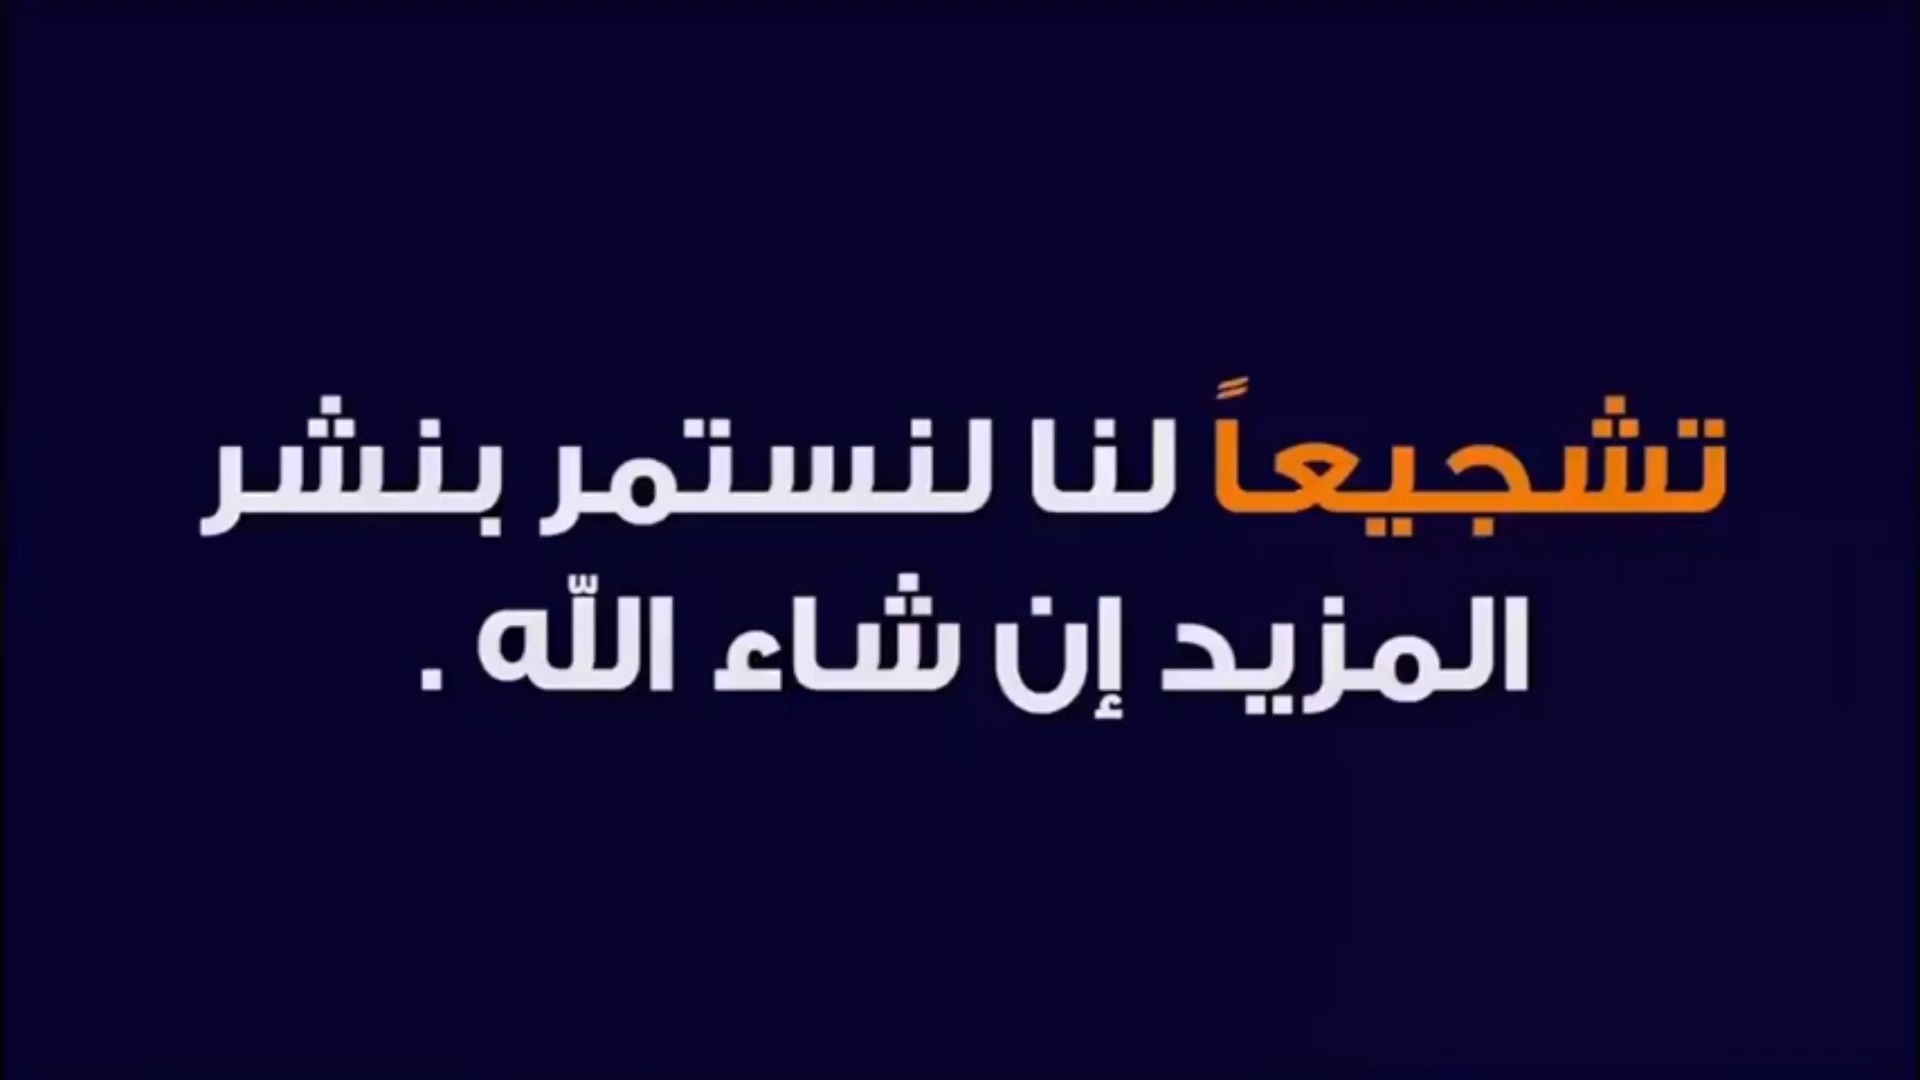 تشجيعاً لنا لنستمر بنشر
المزيد إن شاء اللّه .